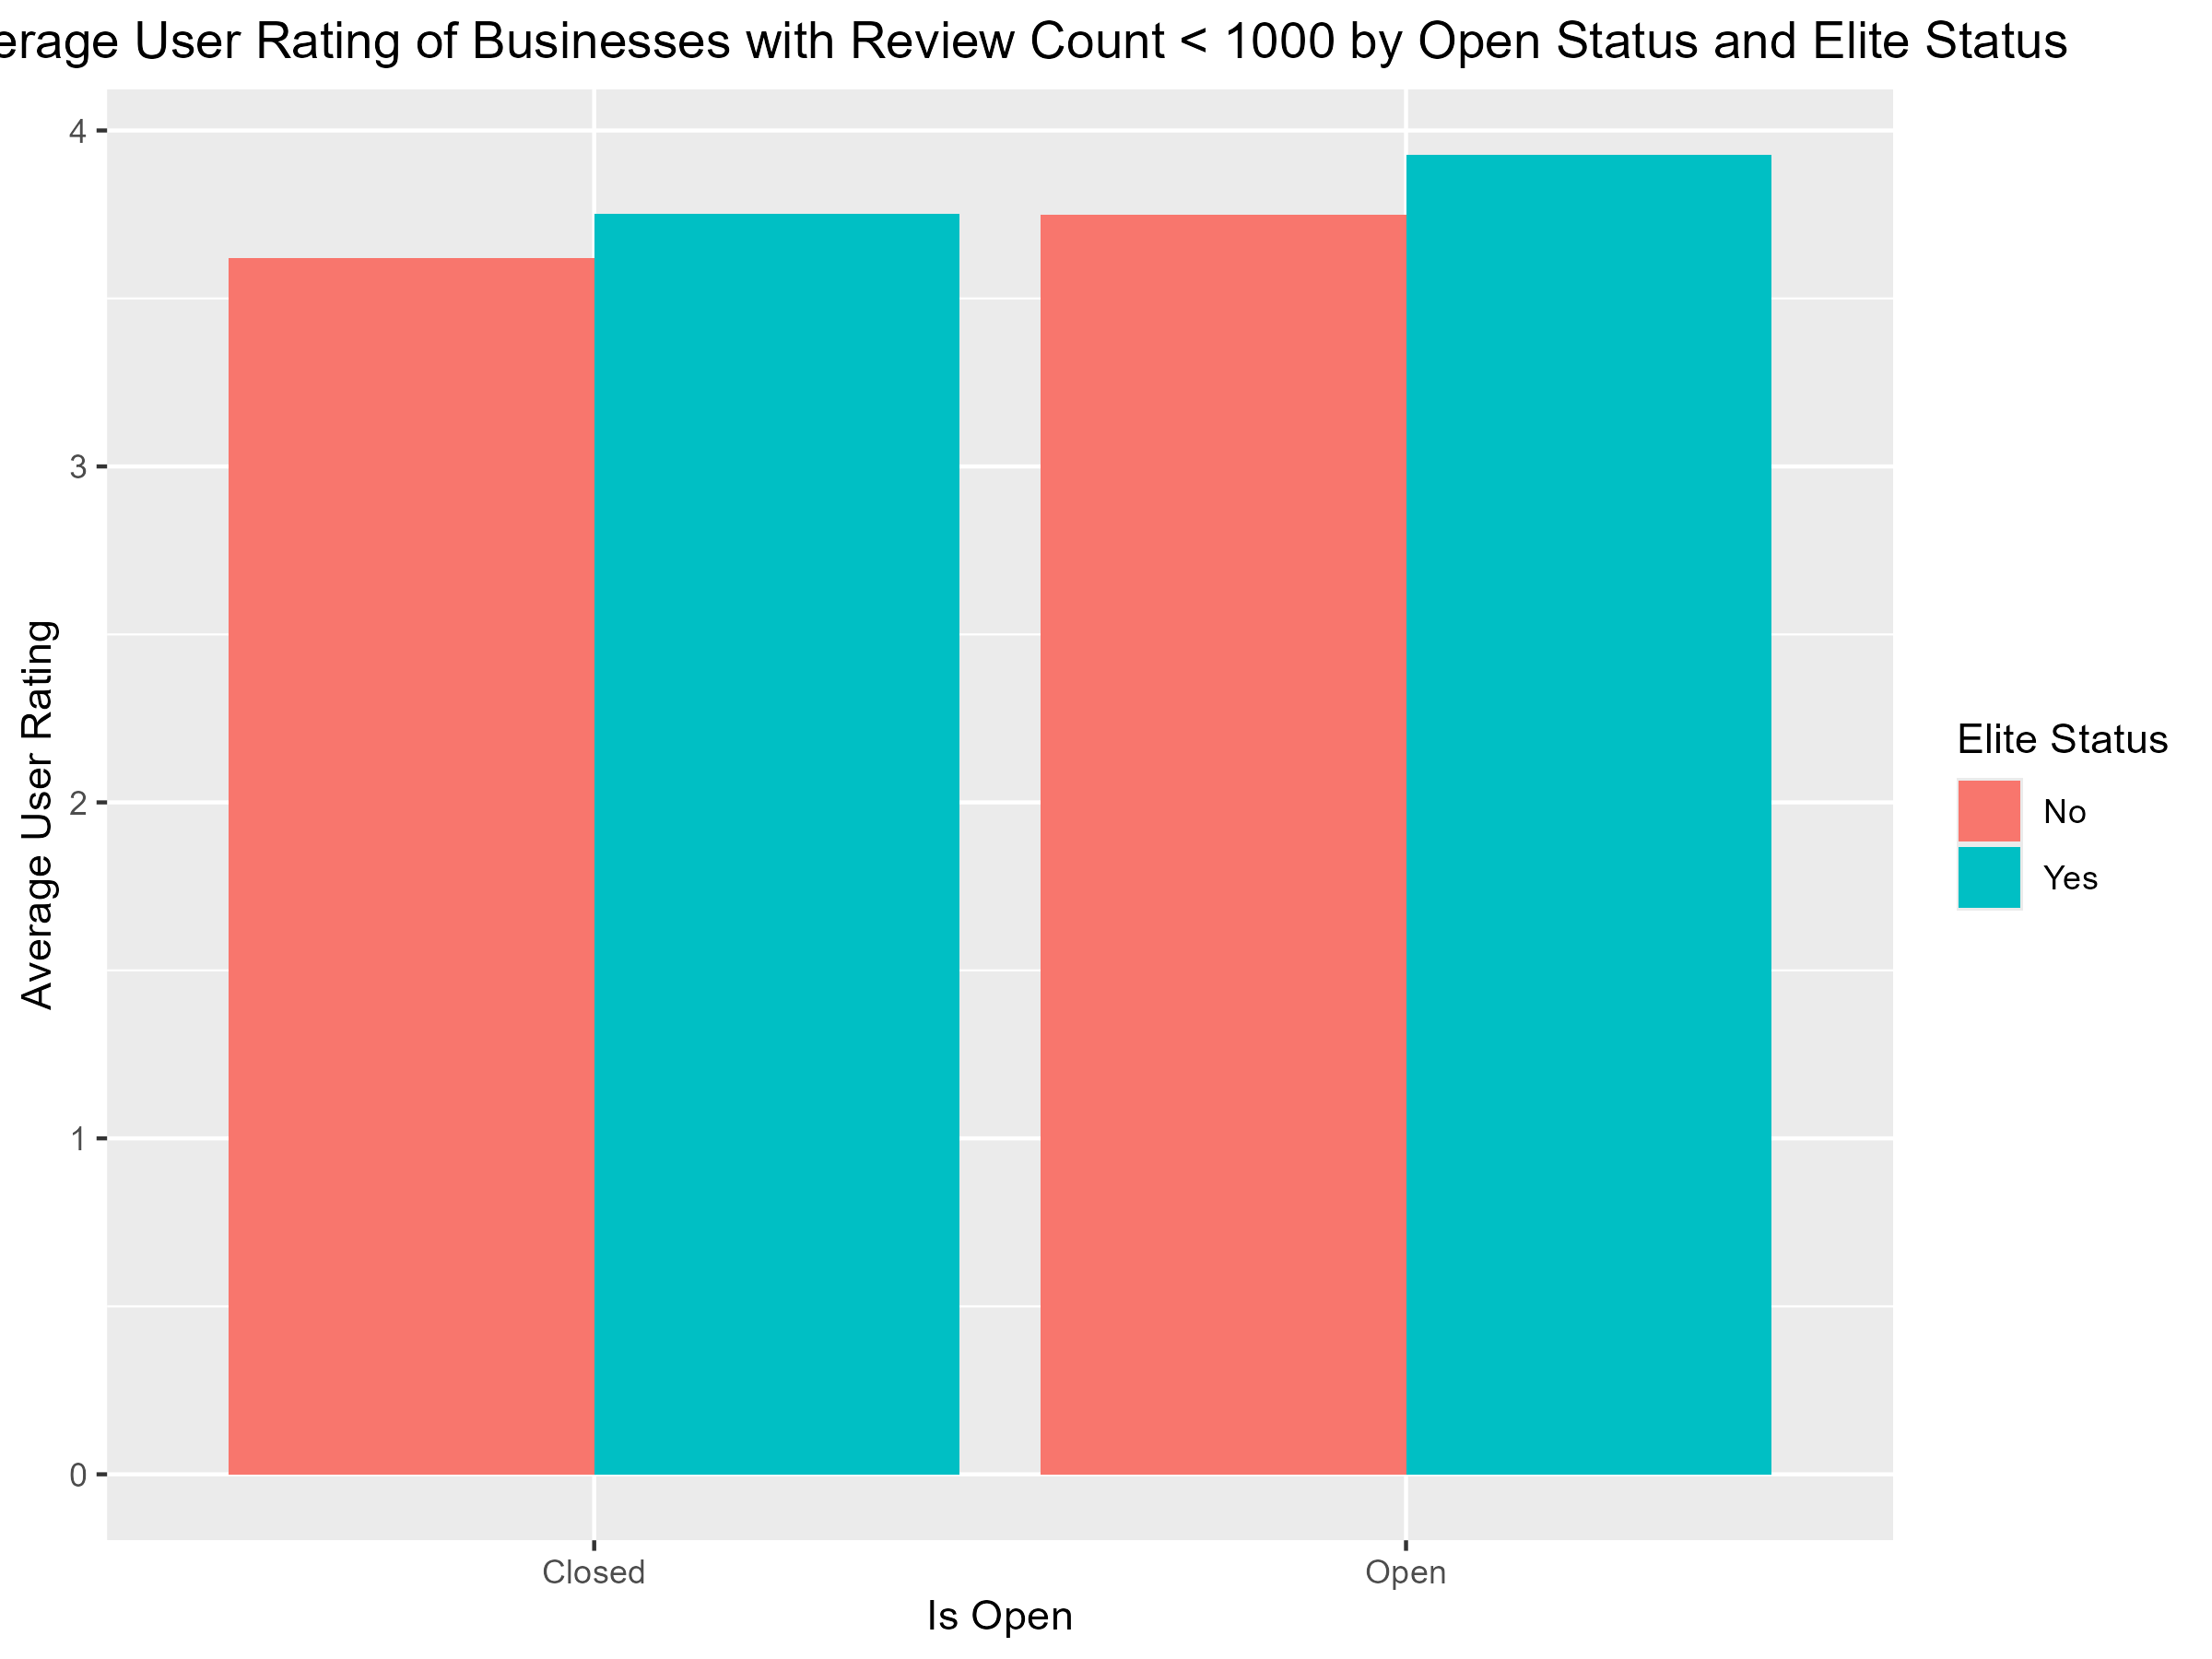 erage User Rating of Businesses with Review Count < 1000 by Open Status and Elite Status
4
3
2
1
0
Average User Rating
Closed
Open
Is Open
Elite Status
No
Yes